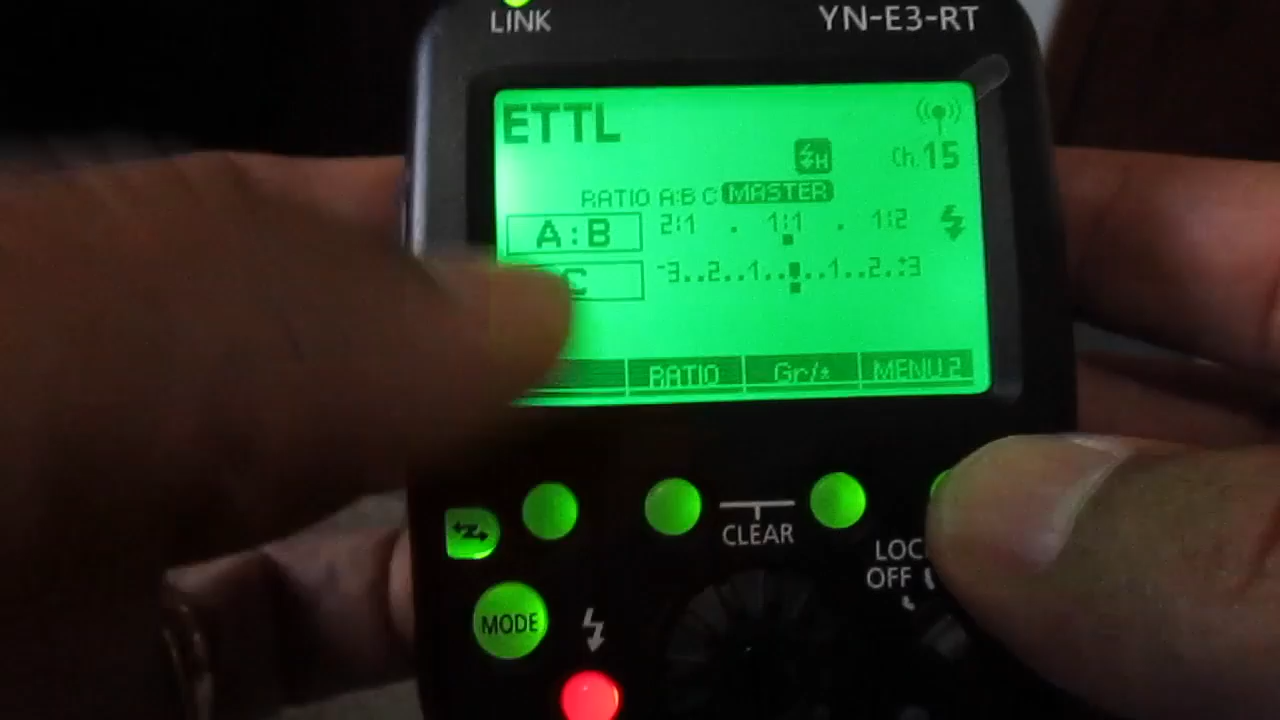 LINK YN-E3-RT
ETTL
H Ch.15
RATIO A:B C MASTER
A:B 2:1 . 1:1 . 1:2
C -3..2..1..▮..1..2.+3
RATIO Gr/± MENU 2
CLEAR
LOC
OFF
MODE